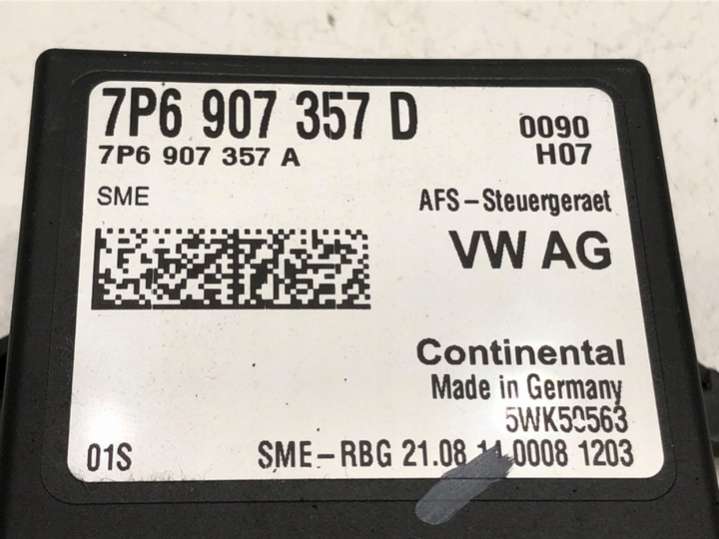 7P6 907 357 D
0090
7P6 907 357 A
H07
SME
AFS-Steuergeraet
VW AG
Continental
Made in Germany
01S
SME-RBG 21.08 0008 1203